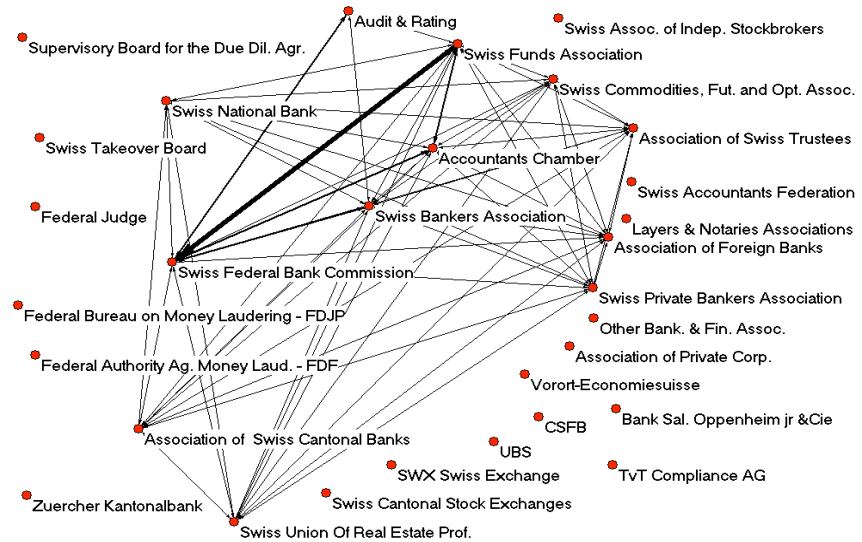 Audit & Rating
Swiss Assoc. of Indep. Stockbrokers
Supervisory Board for the Due Dil. Agr.
Swiss Funds Association
Swiss Commodities, Fut. and Opt. Assoc.
Swiss National Bank
Association of Swiss Trustees
Swiss Takeover Board
Accountants Chamber
Swiss Accountants Federation
Federal Judge
Swiss Bankers Association
Layers & Notaries Associations
Association of Foreign Banks
Swiss Federal Bank Commission
Swiss Private Bankers Association
Federal Bureau on Money Laudering - FDJP
Other Bank. & Fin. Assoc.
Federal Authority Ag. Money Laud. - FDF
Association of Private Corp.
Vorort-Economiesuisse
Bank Sal. Oppenheim jr &Cie
CSFB
Association of Swiss Cantonal Banks
UBS
SWX Swiss Exchange
TvT Compliance AG
Zuercher Kantonalbank
Swiss Cantonal Stock Exchanges
Swiss Union Of Real Estate Prof.